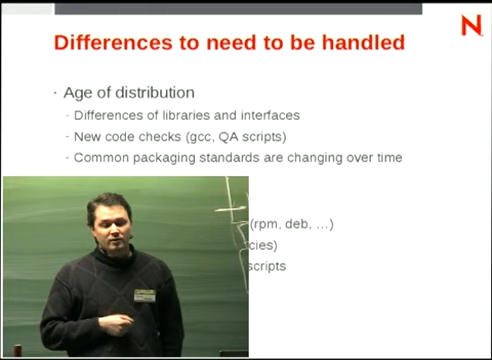 N
Differences to need to be handled
· Age of distribution
- Differences of libraries and interfaces
- New code checks (gcc, QA scripts)
- Common packaging standards are changing over time
(rpm, deb, ...)
cies)
scripts